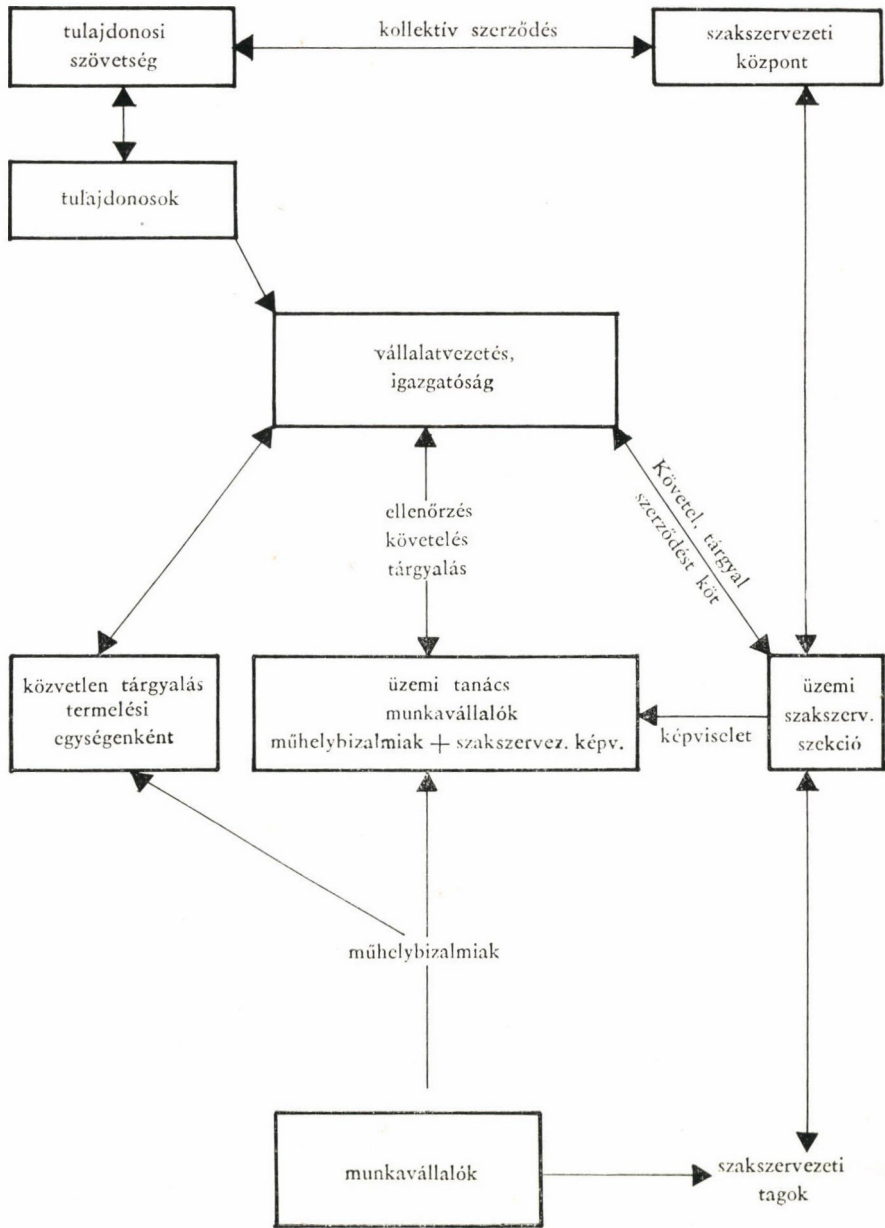 tulajdonosi
szövetség
kollektív szerződés
szakszervezeti
központ
tulajdonosok
vállalatvezetés,
igazgatóság
ellenőrzés
követelés
tárgyalás
Követel, tárgyal
szerződést köt
közvetlen tárgyalás
termelési
egységenként
üzemi tanács
munkavállalók
műhelybizalmiak + szakszervez. képv.
képviselet
üzemi
szakszerv.
szekció
műhelybizalmiak
munkavállalók
szakszervezeti
tagok